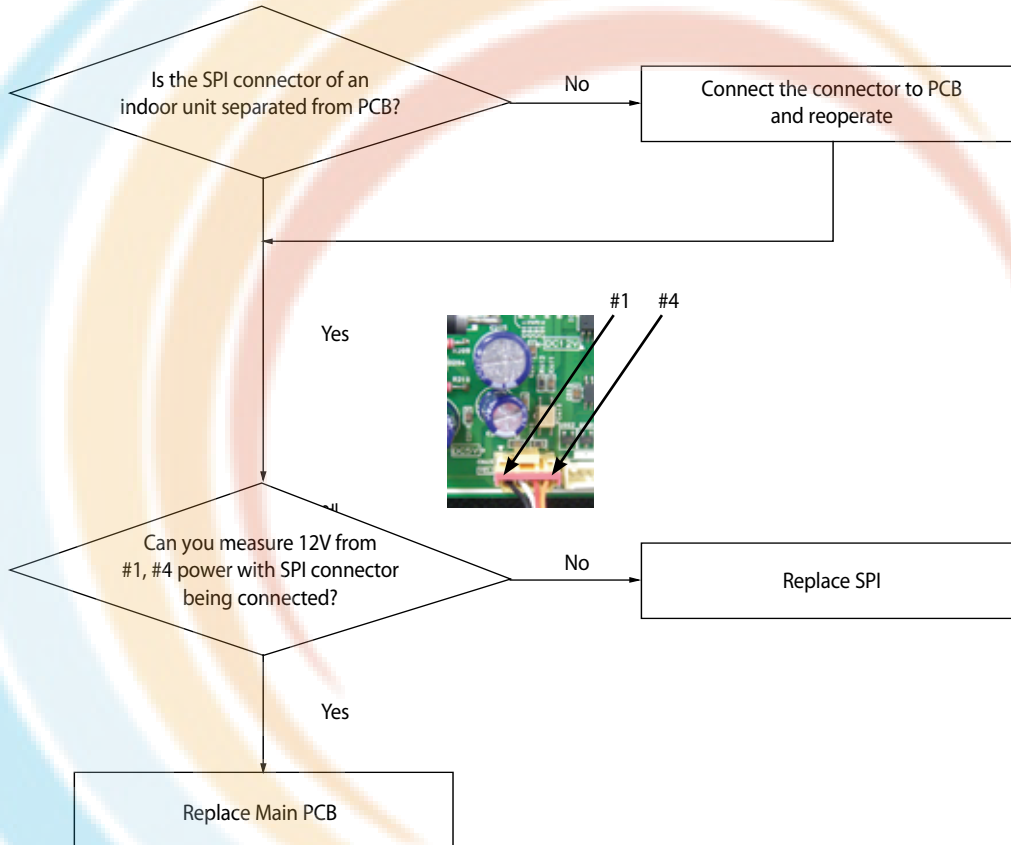 Is the SPI connector of an
indoor unit separated from PCB?
No
Connect the connector to PCB
and reoperate
Yes
#1 #4
DC12V
Can you measure 12V from
#1, #4 power with SPI connector
being connected?
No
Replace SPI
Yes
Replace Main PCB